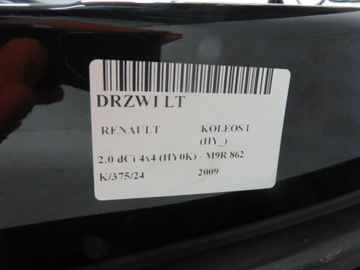 DRZWI LT
RENAULT KOLEOS I
(HY_)
2.0 dCi 4x4 (HY0K) - M9R 862
K/375/24 2009